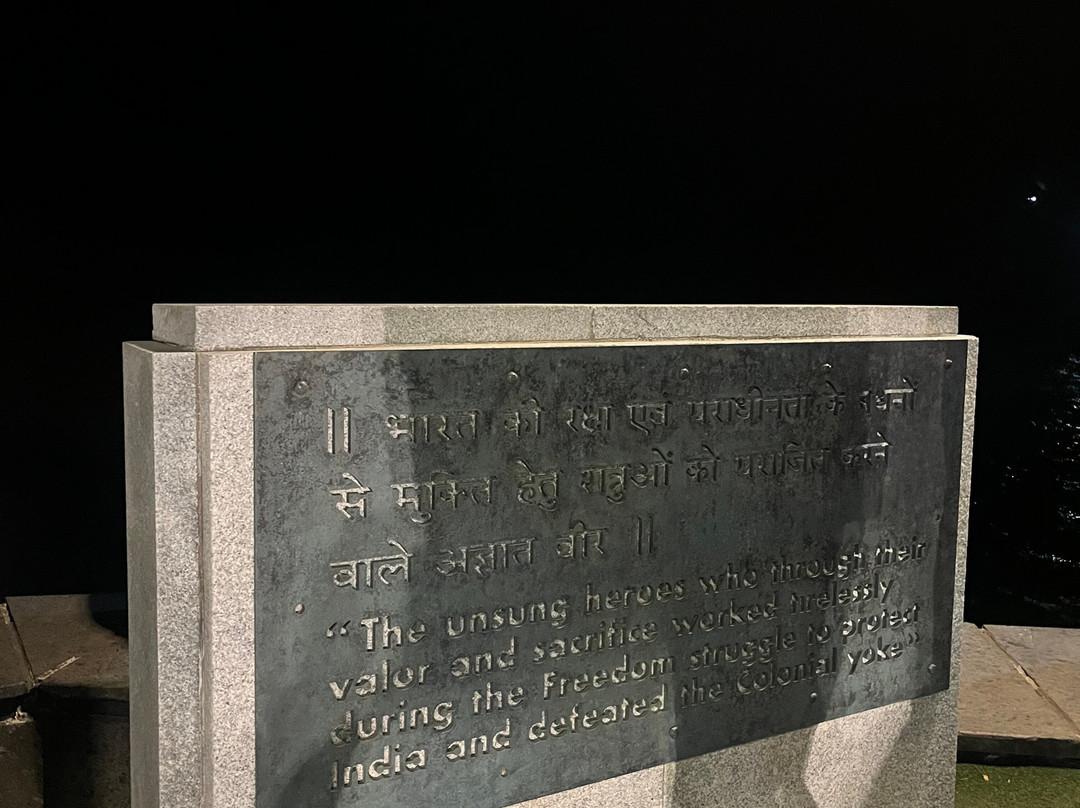 || भारत की रक्षा एवं पराधीनता के बंधनों
से मुक्ति हेतु शत्रुओं को पराजित करने
वाले अज्ञात वीर ||
“The unsung heroes who through their
valor and sacrifice worked tirelessly
during the Freedom struggle to protect
India and defeated the Colonial yoke”